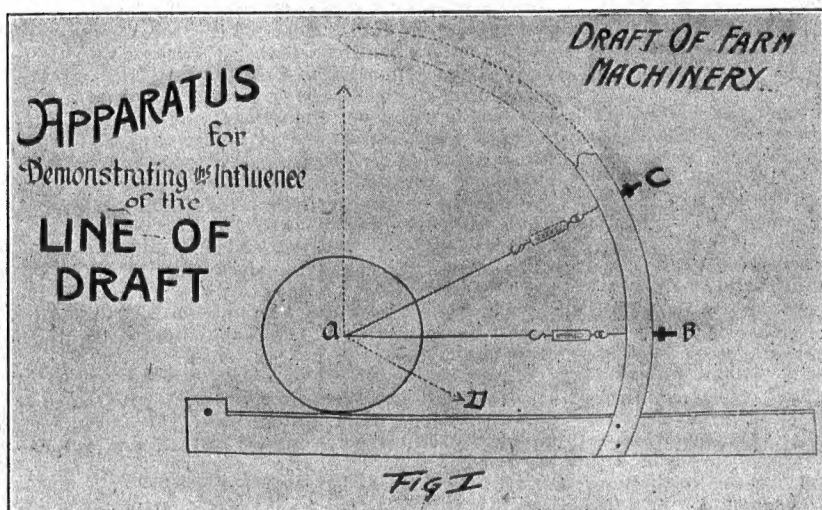 APPARATUS
for
Demonstrating the Influence
of the
LINE OF
DRAFT
DRAFT OF FARM
MACHINERY
C
a
B
D
Fig I